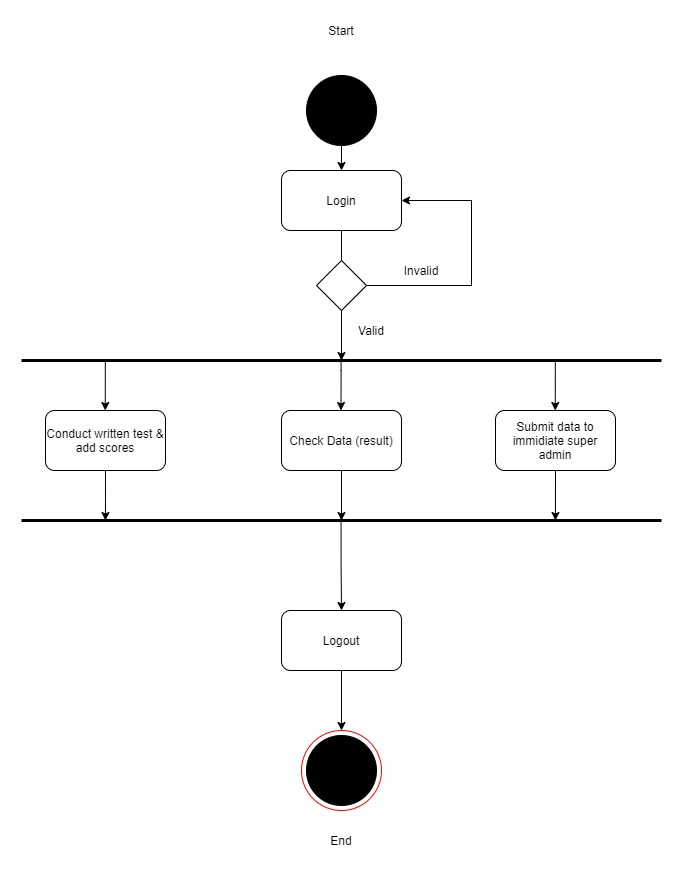 Start
Login
Invalid
Valid
Conduct written test &
add scores
Check Data (result)
Submit data to
immidiate super
admin
Logout
End